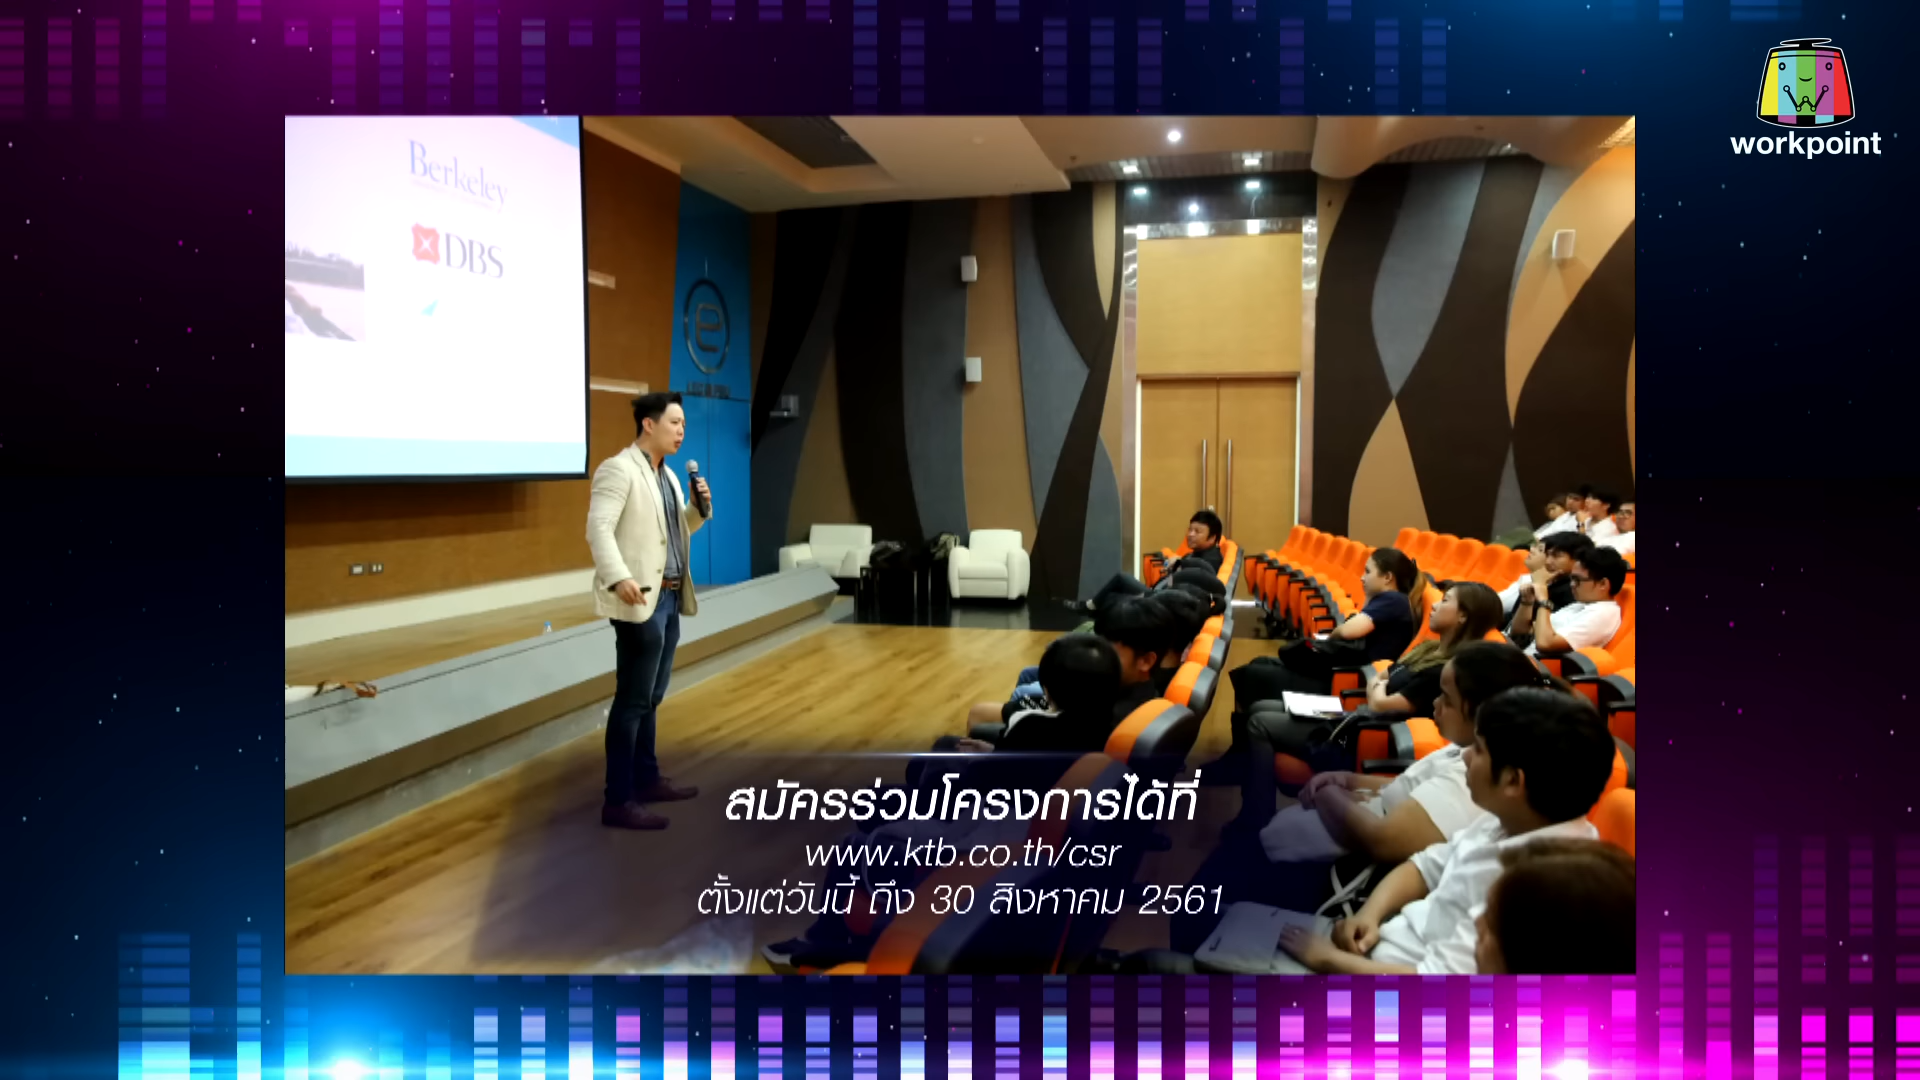 workpoint
Berkeley
DBS
e
สมัครร่วมโครงการได้ที่
www.ktb.co.th/csr
ตั้งแต่วันนี้ ถึง 30 สิงหาคม 2561